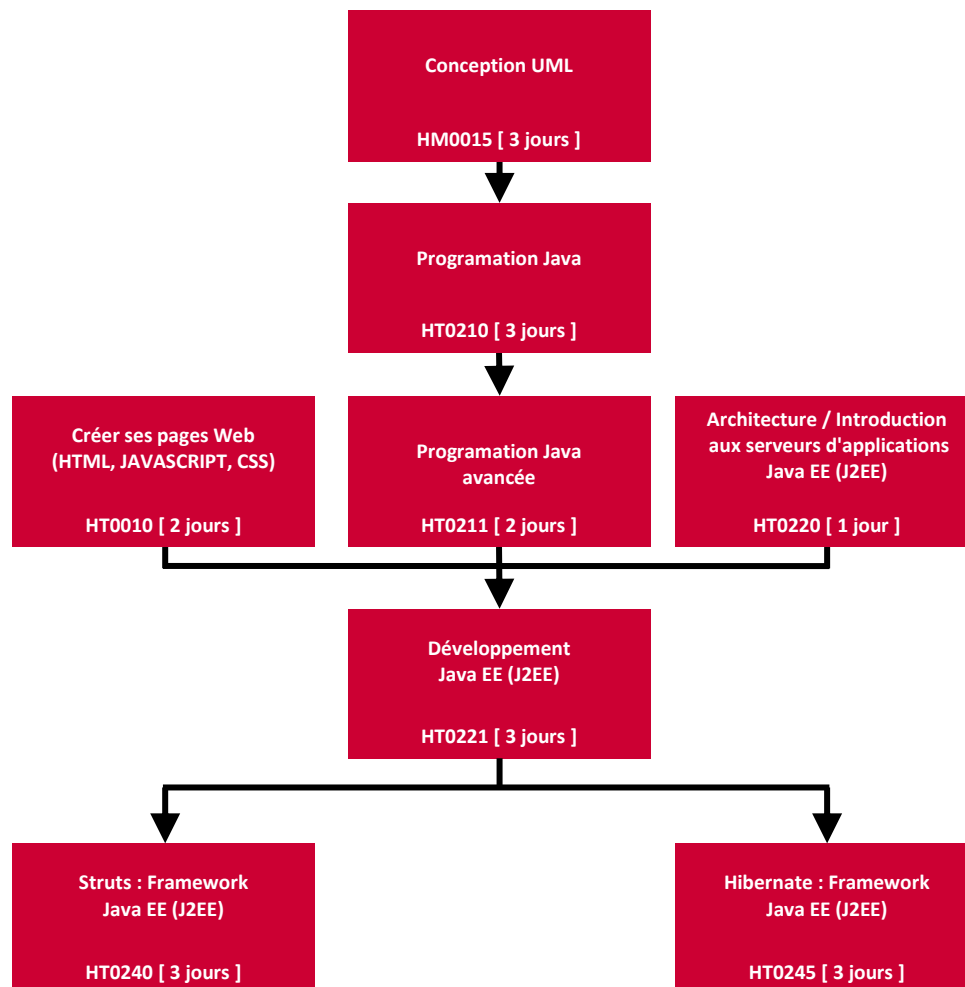 Conception UML
HM0015 [ 3 jours ]
Programation Java
HT0210 [ 3 jours ]
Créer ses pages Web
(HTML, JAVASCRIPT, CSS)
HT0010 [ 2 jours ]
Programation Java
avancée
HT0211 [ 2 jours ]
Architecture / Introduction
aux serveurs d'applications
Java EE (J2EE)
HT0220 [ 1 jour ]
Développement
Java EE (J2EE)
HT0221 [ 3 jours ]
Struts : Framework
Java EE (J2EE)
HT0240 [ 3 jours ]
Hibernate : Framework
Java EE (J2EE)
HT0245 [ 3 jours ]